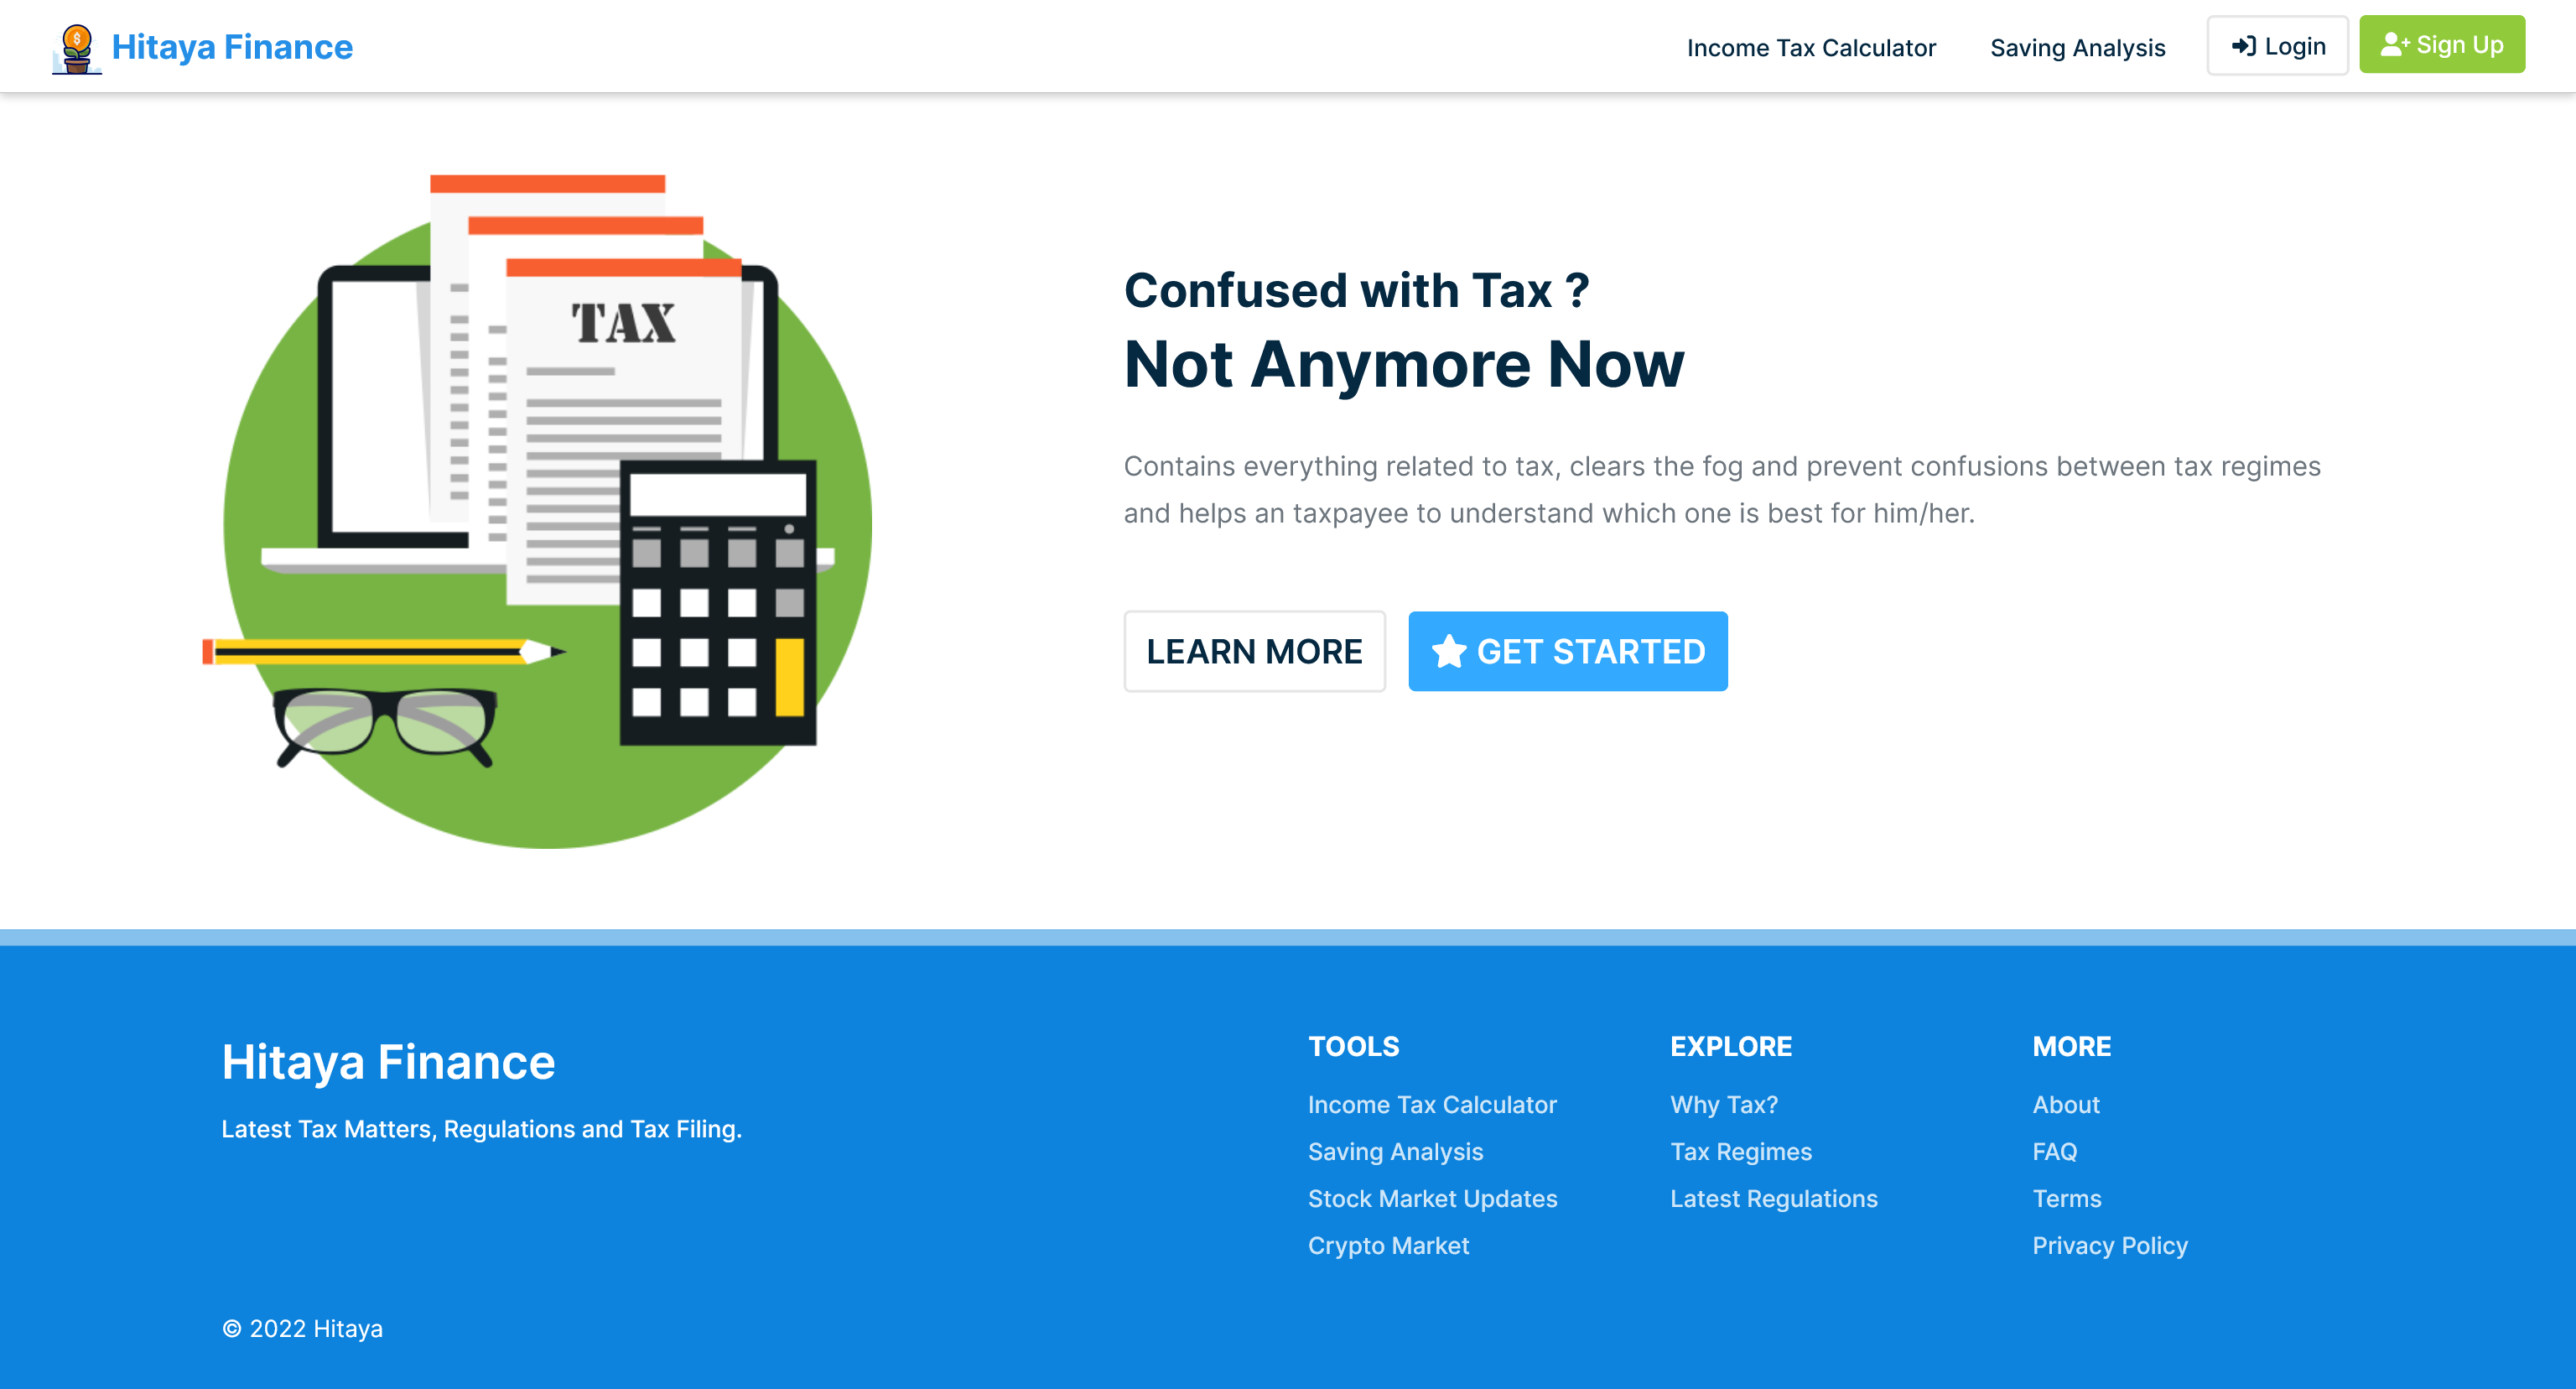 Hitaya Finance
Income Tax Calculator
Saving Analysis
Login
Sign Up
TAX
Confused with Tax ?
Not Anymore Now
Contains everything related to tax, clears the fog and prevent confusions between tax regimes
and helps an taxpayee to understand which one is best for him/her.
LEARN MORE
GET STARTED
Hitaya Finance
Latest Tax Matters, Regulations and Tax Filing.
TOOLS
Income Tax Calculator
Saving Analysis
Stock Market Updates
Crypto Market
EXPLORE
Why Tax?
Tax Regimes
Latest Regulations
MORE
About
FAQ
Terms
Privacy Policy
© 2022 Hitaya